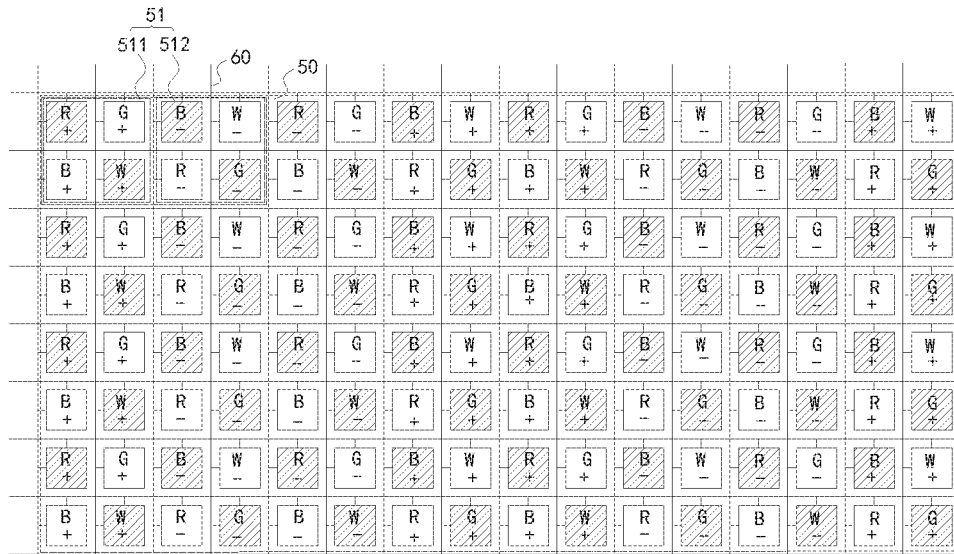 51
511 512 60 50
R G B W R G B W R G B W R G B W
+ + − − − − + + + + − − − − + +
B W R G B W R G B W R G B W R G
+ + − − − − + + + + − − − − + +
R G B W R G B W R G B W R G B W
+ + − − − − + + + + − − − − + +
B W R G B W R G B W R G B W R G
+ + − − − − + + + + − − − − + +
R G B W R G B W R G B W R G B W
+ + − − − − + + + + − − − − + +
B W R G B W R G B W R G B W R G
+ + − − − − + + + + − − − − + +
R G B W R G B W R G B W R G B W
+ + − − − − + + + + − − − − + +
B W R G B W R G B W R G B W R G
+ + − − − − + + + + − − − − + +